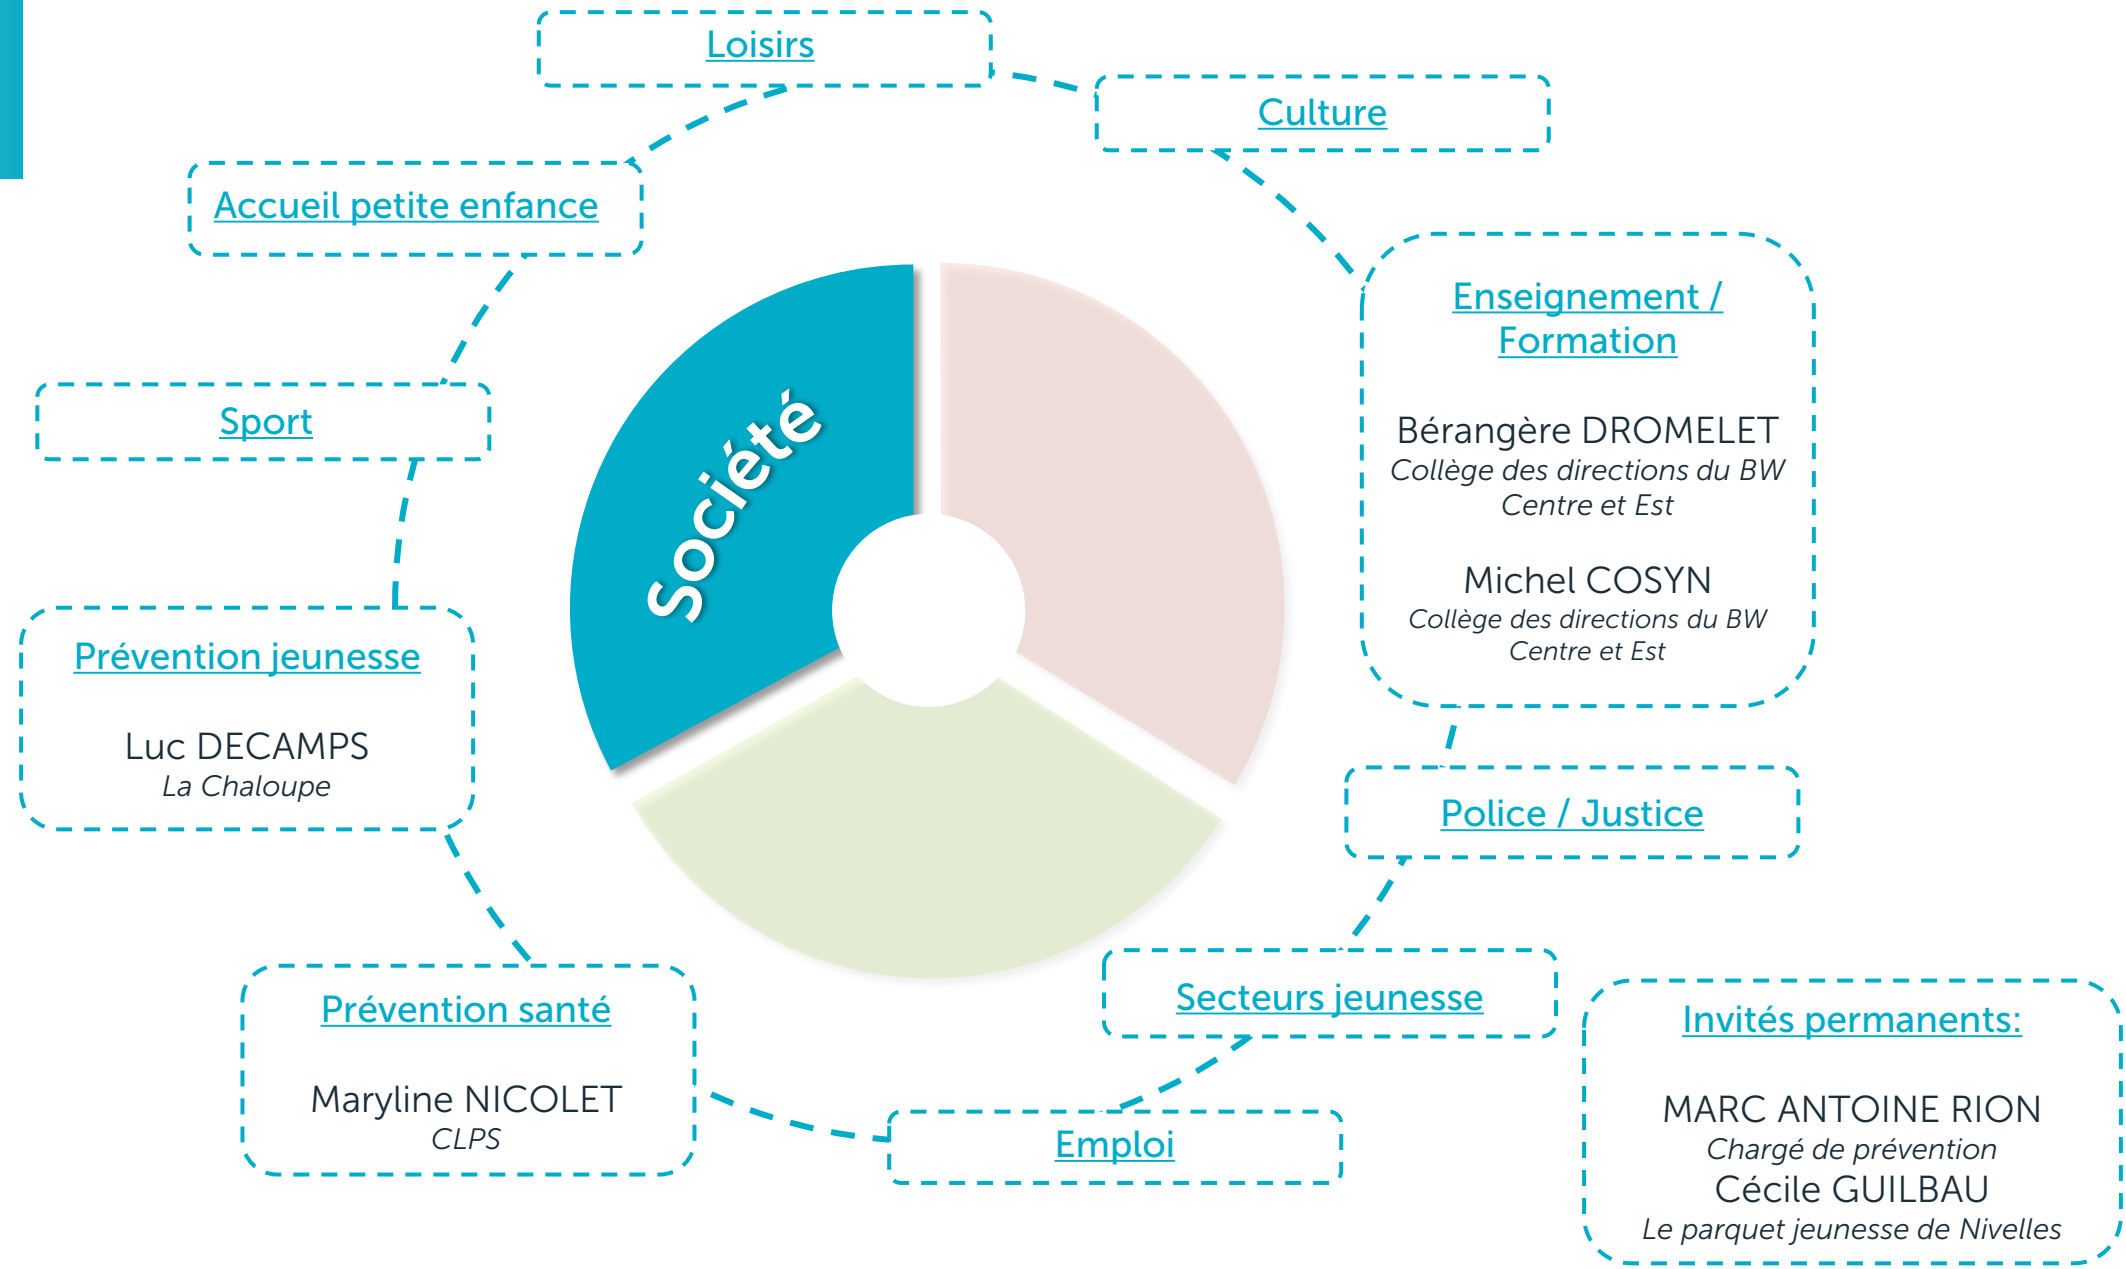 Loisirs
Culture
Accueil petite enfance
Enseignement /
Formation
Bérangère DROMELET
Collège des directions du BW
Centre et Est
Michel COSYN
Collège des directions du BW
Centre et Est
Société
Sport
Prévention jeunesse
Luc DECAMPS
La Chaloupe
Police / Justice
Secteurs jeunesse
Prévention santé
Maryline NICOLET
CLPS
Emploi
Invités permanents:
MARC ANTOINE RION
Chargé de prévention
Cécile GUILBAU
Le parquet jeunesse de Nivelles